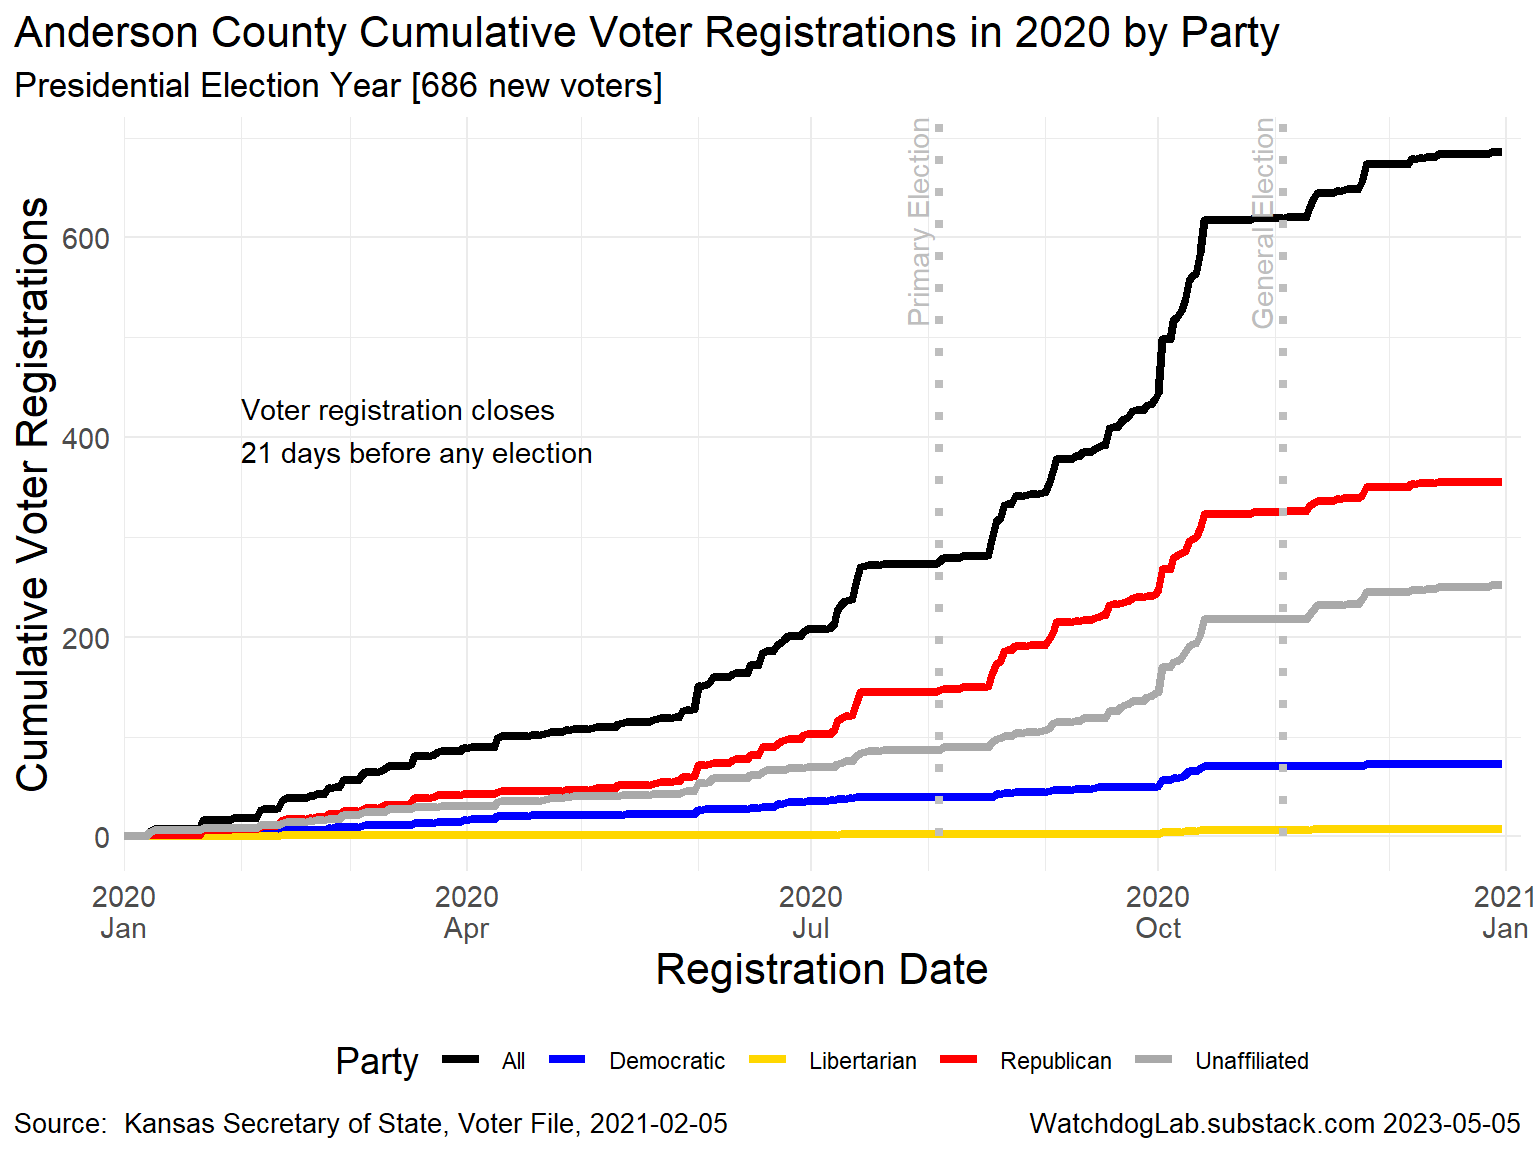 Anderson County Cumulative Voter Registrations in 2020 by Party
Presidential Election Year [686 new voters]
Cumulative Voter Registrations
600
400
200
0
Primary Election
General Election
Voter registration closes
21 days before any election
2020
Jan
2020
Apr
2020
Jul
2020
Oct
2021
Jan
Registration Date
Party All Democratic Libertarian Republican Unaffiliated
Source:  Kansas Secretary of State, Voter File, 2021-02-05
WatchdogLab.substack.com 2023-05-05